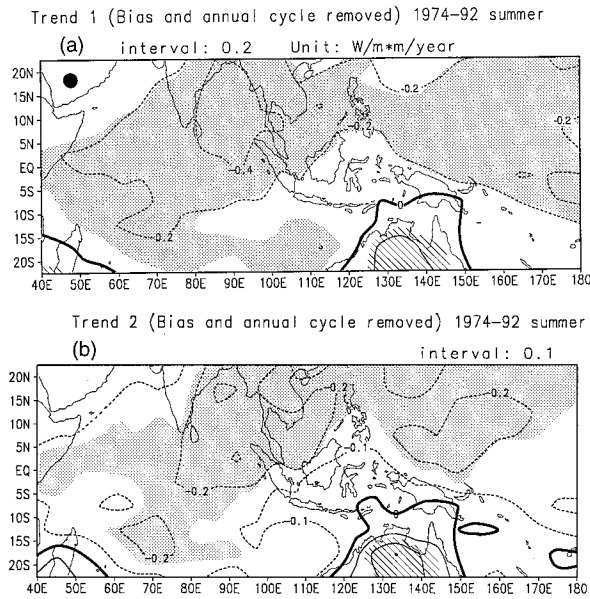 Trend 1 (Bias and annual cycle removed) 1974-92 summer
(a) interval: 0.2 Unit: W/m*m/year
20N
15N
10N
5N
EQ
5S
10S
15S
20S
-0.2
-0.2
-0.2
-0.4
-0.2
-0.2
0
40E 50E 60E 70E 80E 90E 100E 110E 120E 130E 140E 150E 160E 170E 180
Trend 2 (Bias and annual cycle removed) 1974-92 summer
(b) interval: 0.1
20N
15N
10N
5N
EQ
5S
10S
15S
20S
-0.2
-0.2
-0.1
-0.2
0.1
-0.2
0
40E 50E 60E 70E 80E 90E 100E 110E 120E 130E 140E 150E 160E 170E 180